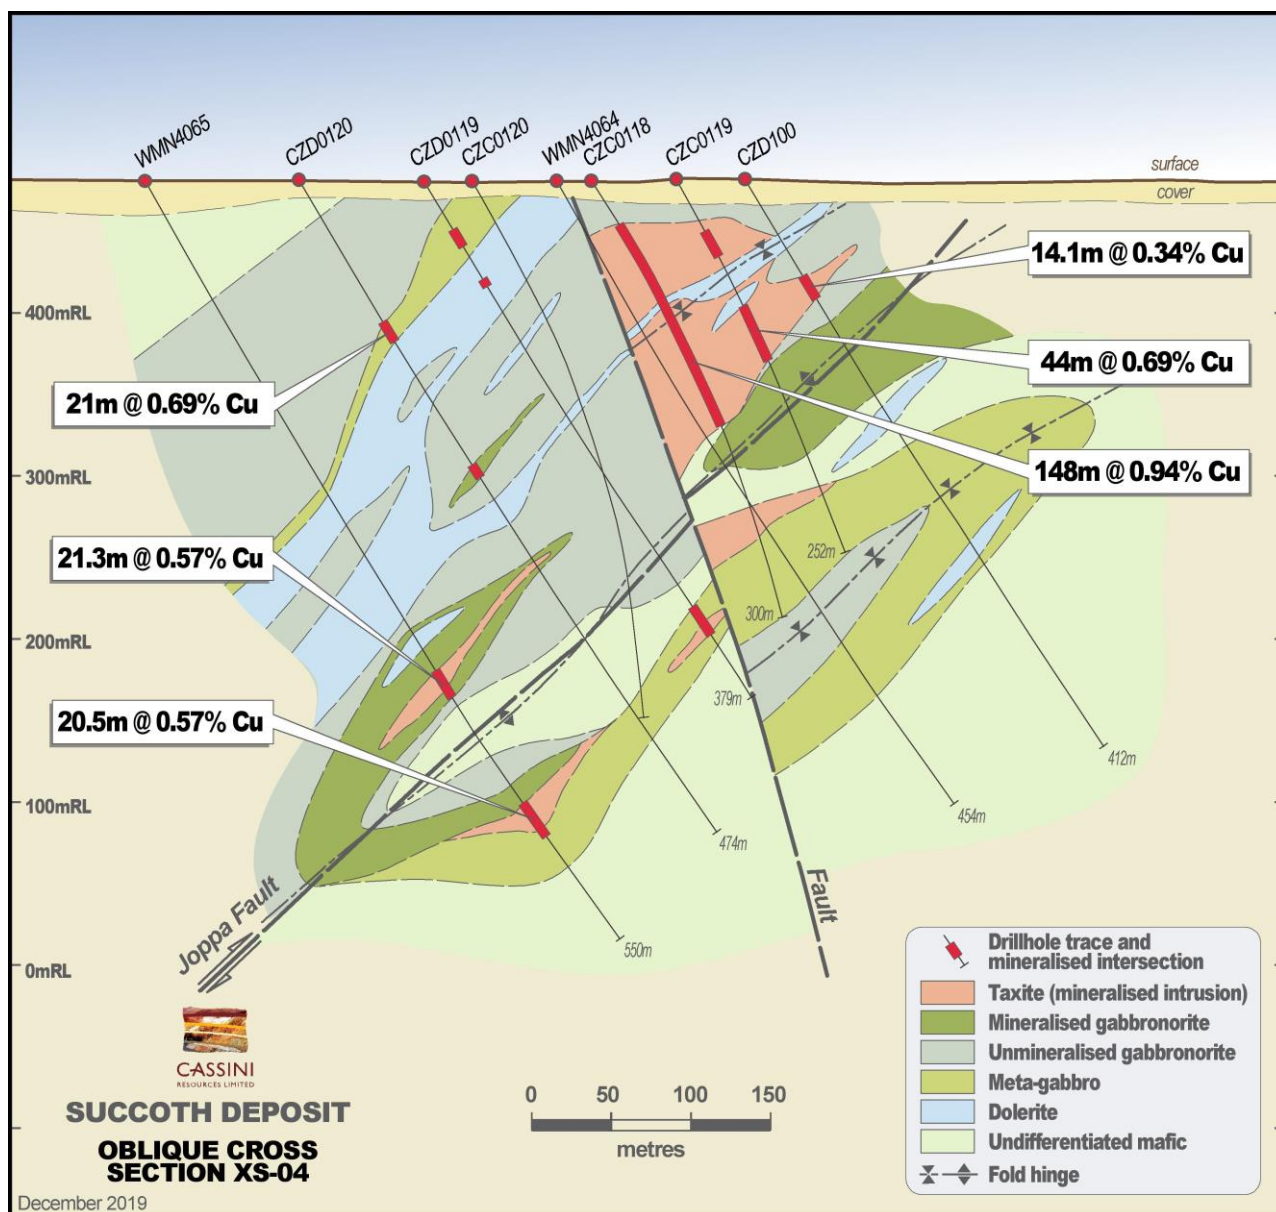 WMN4065
CZD0120
CZD0119
CZC0120
WMN4064
CZC0118
CZC0119
CZD100
surface
cover
14.1m @ 0.34% Cu
400mRL
44m @ 0.69% Cu
21m @ 0.69% Cu
148m @ 0.94% Cu
300mRL
21.3m @ 0.57% Cu
252m
300m
200mRL
379m
20.5m @ 0.57% Cu
412m
100mRL
454m
474m
Joppa Fault
Fault
550m
0mRL
Drillhole trace and
mineralised intersection
Taxite (mineralised intrusion)
Mineralised gabbronorite
Unmineralised gabbronorite
Meta-gabbro
Dolerite
Undifferentiated mafic
Fold hinge
CASSINI
RESOURCES LIMITED
SUCCOTH DEPOSIT
OBLIQUE CROSS
SECTION XS-04
0 50 100 150
metres
December 2019